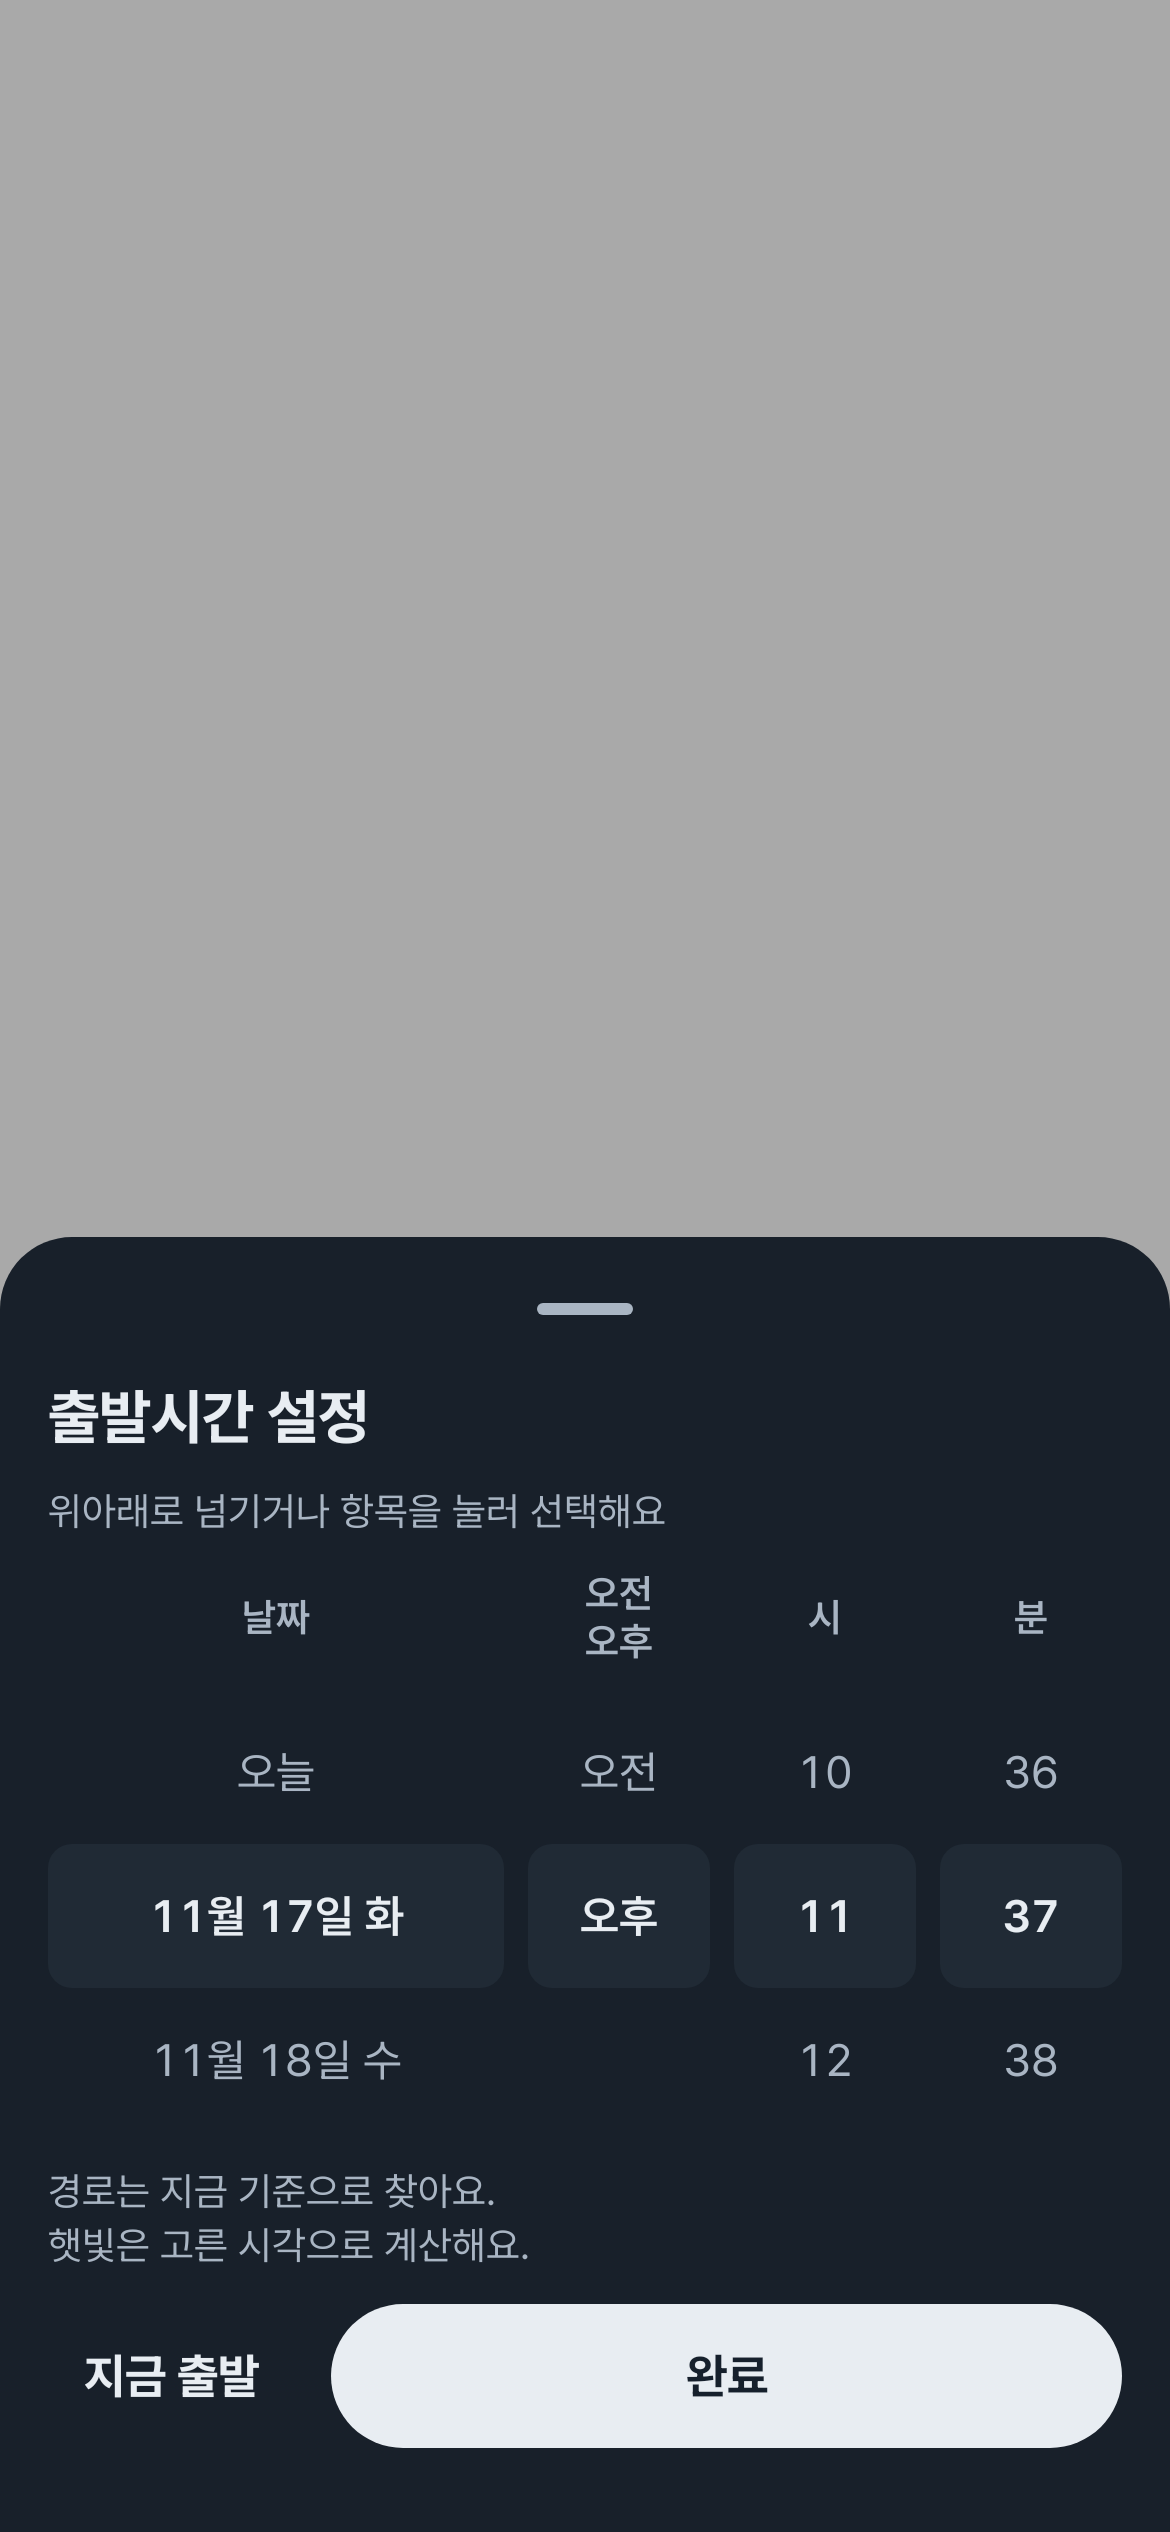 출발시간 설정
위아래로 넘기거나 항목을 눌러 선택해요
날짜 오전 오후 시 분
오늘 오전 10 36
11월 17일 화 오후 11 37
11월 18일 수 12 38
경로는 지금 기준으로 찾아요.
햇빛은 고른 시각으로 계산해요.
지금 출발 완료